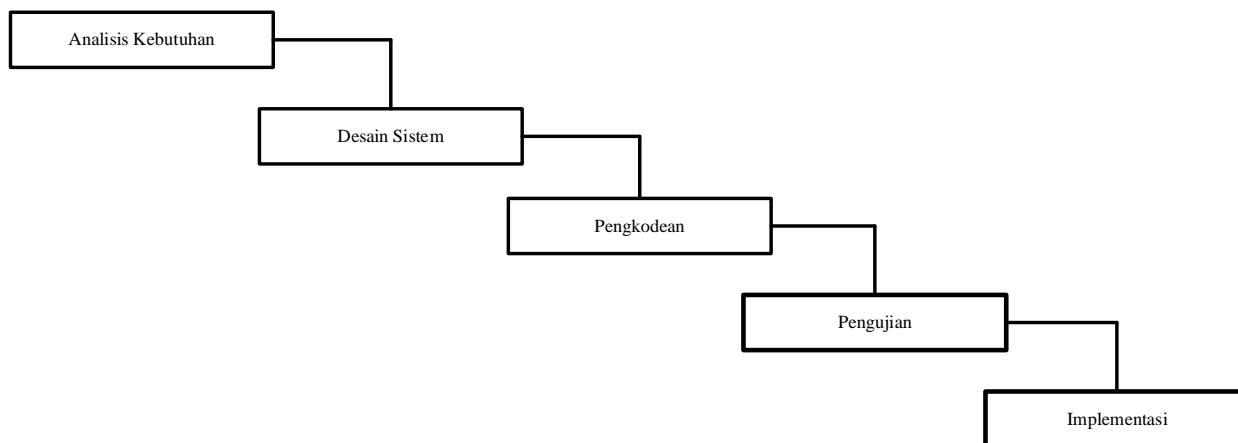 Analisis Kebutuhan
Desain Sistem
Pengkodean
Pengujian
Implementasi